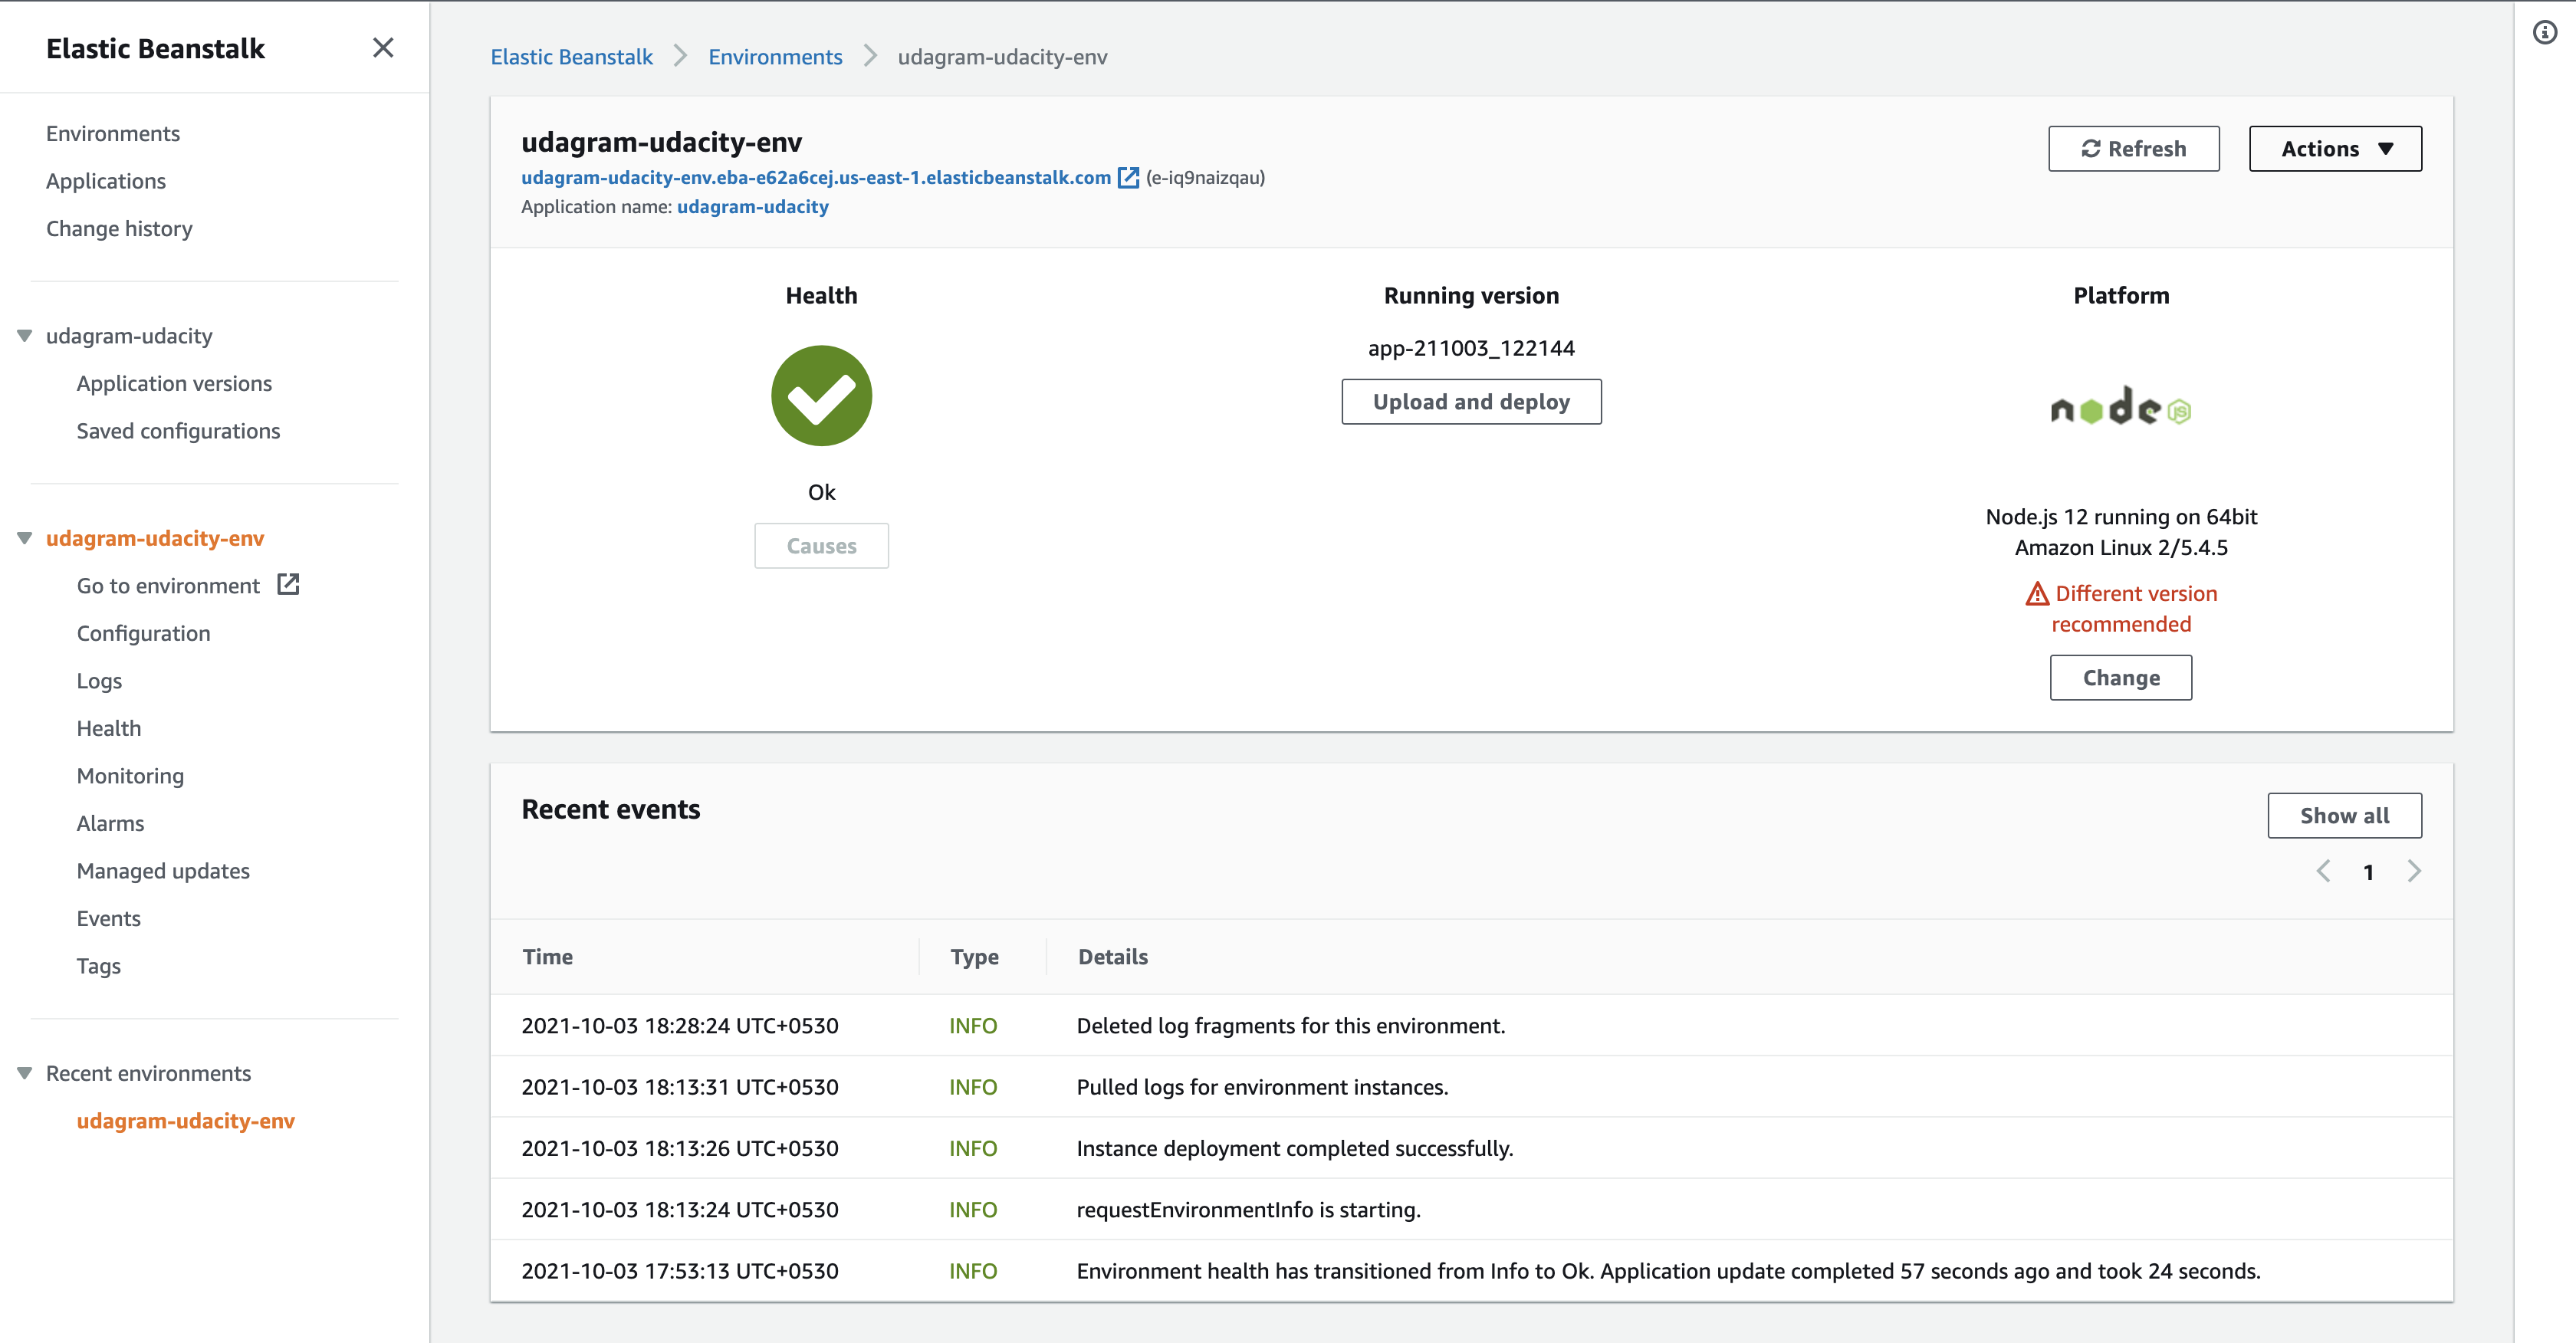 Elastic Beanstalk
Environments
Applications
Change history
udagram-udacity
Application versions
Saved configurations
udagram-udacity-env
Go to environment
Configuration
Logs
Health
Monitoring
Alarms
Managed updates
Events
Tags
Recent environments
udagram-udacity-env
Elastic Beanstalk Environments udagram-udacity-env
udagram-udacity-env
udagram-udacity-env.eba-e62a6cej.us-east-1.elasticbeanstalk.com (e-iq9naizqau)
Application name: udagram-udacity
Refresh
Actions
Health
Ok
Causes
Running version
app-211003_122144
Upload and deploy
Platform
node JS
Node.js 12 running on 64bit
Amazon Linux 2/5.4.5
Different version
recommended
Change
Recent events
Show all
1
Time Type Details
2021-10-03 18:28:24 UTC+0530 INFO Deleted log fragments for this environment.
2021-10-03 18:13:31 UTC+0530 INFO Pulled logs for environment instances.
2021-10-03 18:13:26 UTC+0530 INFO Instance deployment completed successfully.
2021-10-03 18:13:24 UTC+0530 INFO requestEnvironmentInfo is starting.
2021-10-03 17:53:13 UTC+0530 INFO Environment health has transitioned from Info to Ok. Application update completed 57 seconds ago and took 24 seconds.